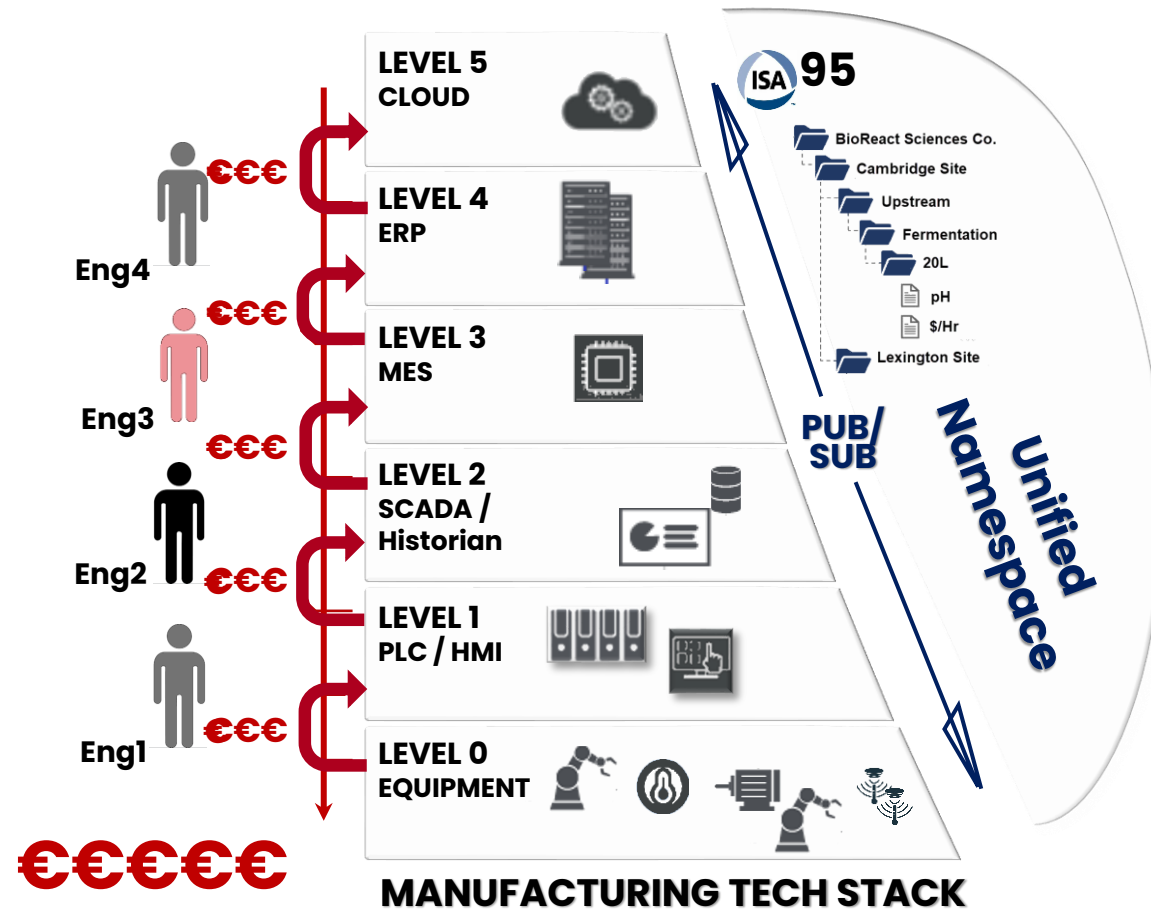 LEVEL 5
CLOUD
LEVEL 4
ERP
LEVEL 3
MES
LEVEL 2
SCADA /
Historian
LEVEL 1
PLC / HMI
LEVEL 0
EQUIPMENT
€€€
Eng4
€€€
Eng3
€€€
Eng2
€€€
€€€
Eng1
€€€€€
MANUFACTURING TECH STACK
ISA 95
BioReact Sciences Co.
Cambridge Site
Upstream
Fermentation
20L
pH
$/Hr
Lexington Site
PUB/
SUB
Unified
Namespace